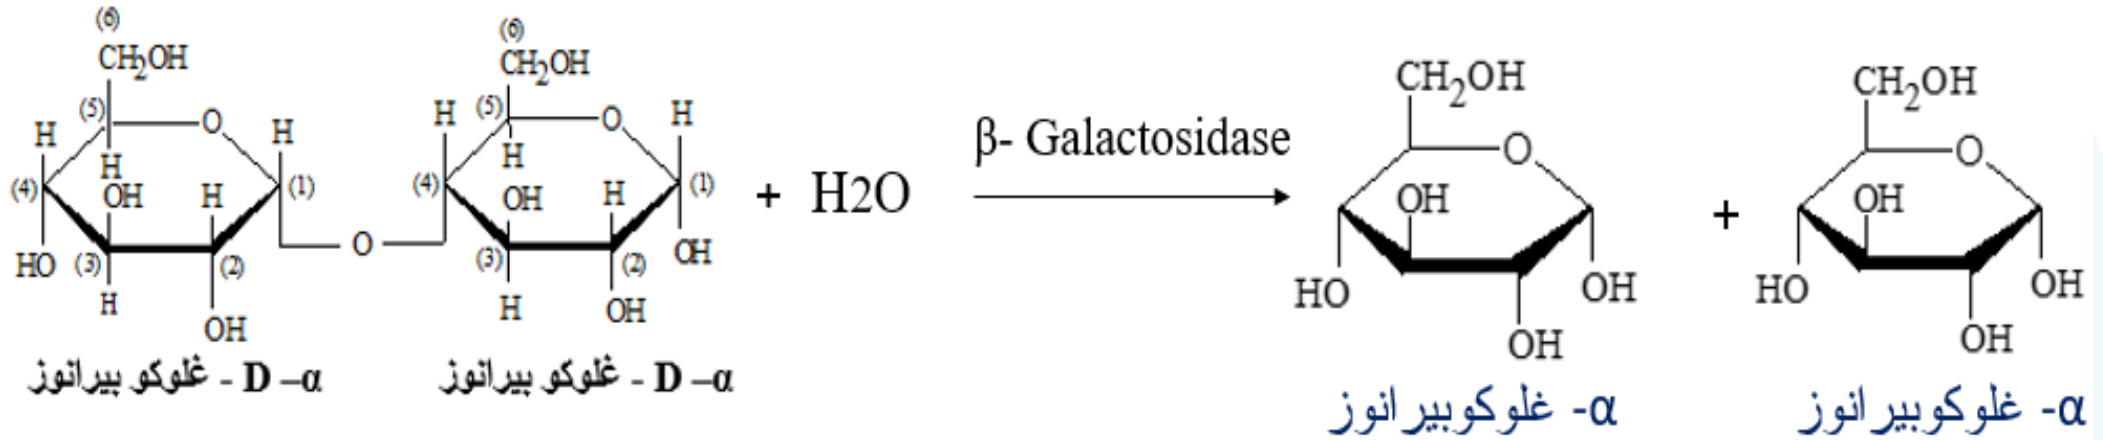 (6) (6)
CH2OH CH2OH CH2OH CH2OH
(5) O H H (5) O H β- Galactosidase O O
H H OH H (1) (4) H OH H (1) + H2O OH + OH
(4) HO (3) H (2) OH O (3) H (2) OH OH HO OH OH HO OH OH
α– D - غلوكو بيرانوز α– D - غلوكو بيرانوز
α- غلوكوبيرانوز α- غلوكوبيرانوز